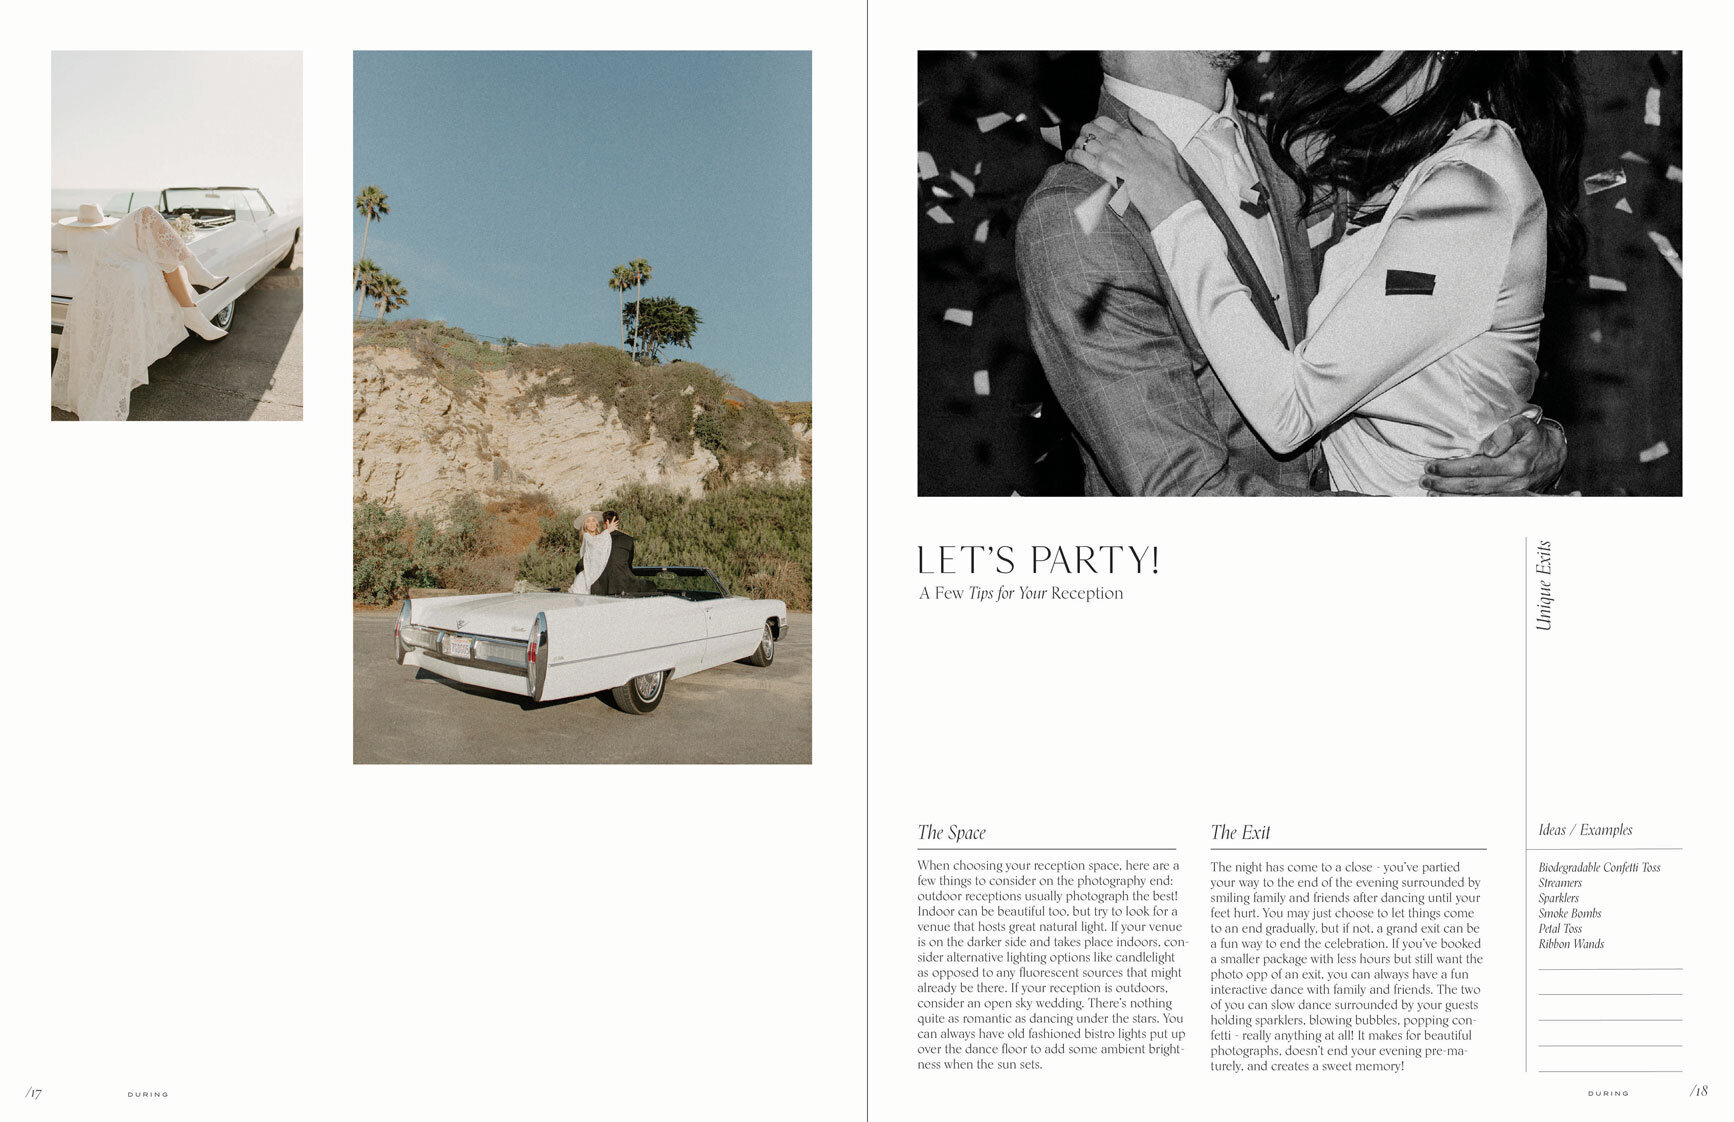 LET'S PARTY!
A Few Tips for Your Reception
Unique Exits
The Space
When choosing your reception space, here are a
few things to consider on the photography end:
outdoor receptions usually photograph the best!
Indoor can be beautiful too, but try to look for a
venue that hosts great natural light. If your venue
is on the darker side and takes place indoors, con-
sider alternative lighting options like candlelight
as opposed to any fluorescent sources that might
already be there. If your reception is outdoors,
consider an open sky wedding. There's nothing
quite as romantic as dancing under the stars. You
can always have old fashioned bistro lights put up
over the dance floor to add some ambient bright-
ness when the sun sets.
The Exit
The night has come to a close - you've partied
your way to the end of the evening surrounded by
smiling family and friends after dancing until your
feet hurt. You may just choose to let things come
to an end gradually, but if not, a grand exit can be
a fun way to end the celebration. If you've booked
a smaller package with less hours but still want the
photo opp of an exit, you can always have a fun
interactive dance with family and friends. The two
of you can slow dance surrounded by your guests
holding sparklers, blowing bubbles, popping con-
fetti - really anything at all! It makes for beautiful
photographs, doesn't end your evening pre-ma-
turely, and creates a sweet memory!
Ideas / Examples
Biodegradable Confetti Toss
Streamers
Sparklers
Smoke Bombs
Petal Toss
Ribbon Wands
/17
DURING
DURING
/18